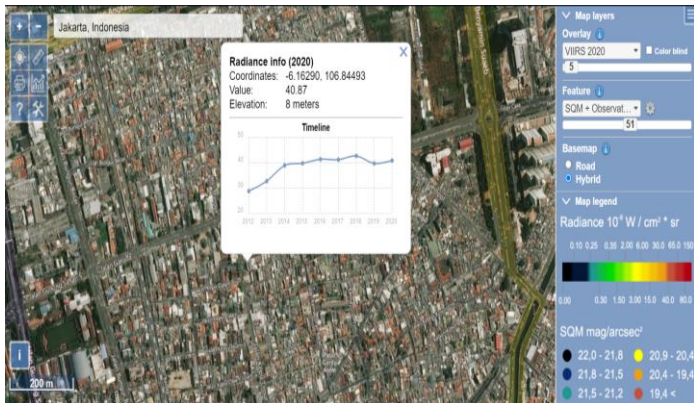 + -
Jakarta, Indonesia
?
Radiance info (2020)
X
Coordinates: -6.16290, 106.84493
Value: 40.87
Elevation: 8 meters
Timeline
50
40
30
20
2012 2013 2014 2015 2016 2017 2018 2019 2020
i
200 m
Map layers
Overlay i
VIIRS 2020
Color blind
5
Feature i
SQM + Observat...
51
Basemap i
Road
Hybrid
Map legend
Radiance 10⁻⁹ W / cm² * sr
0.10 0.25 0.35 2.00 6.00 30.0 65.0 150
0.00 0.30 1.50 3.00 15.0 40.0 80.0
SQM mag/arcsec²
22,0 - 21,8 20,9 - 20,4
21,8 - 21,5 20,4 - 19,4
21,5 - 21,2 19,4 <